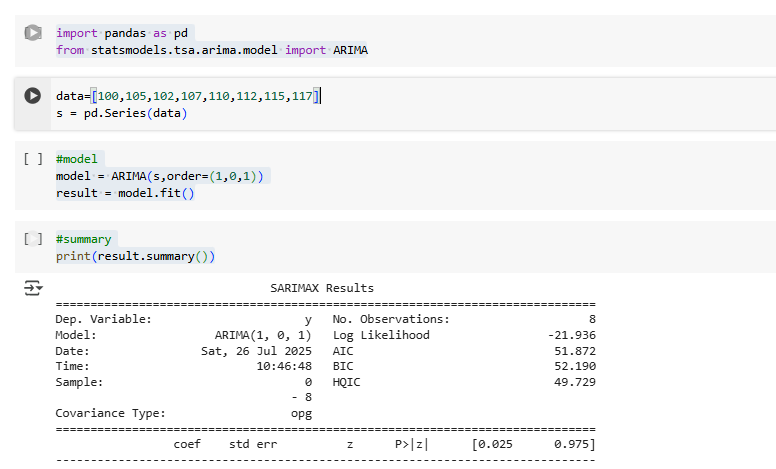 import pandas as pd
from statsmodels.tsa.arima.model import ARIMA
data=[100,105,102,107,110,112,115,117]
s = pd.Series(data)
[ ] #model
model = ARIMA(s,order=(1,0,1))
result = model.fit()
[ ] #summary
print(result.summary())
SARIMAX Results
==============================================================================
Dep. Variable: y No. Observations: 8
Model: ARIMA(1, 0, 1) Log Likelihood -21.936
Date: Sat, 26 Jul 2025 AIC 51.872
Time: 10:46:48 BIC 52.190
Sample: 0 HQIC 49.729
- 8
Covariance Type: opg
==============================================================================
coef std err z P>|z| [0.025 0.975]
------------------------------------------------------------------------------